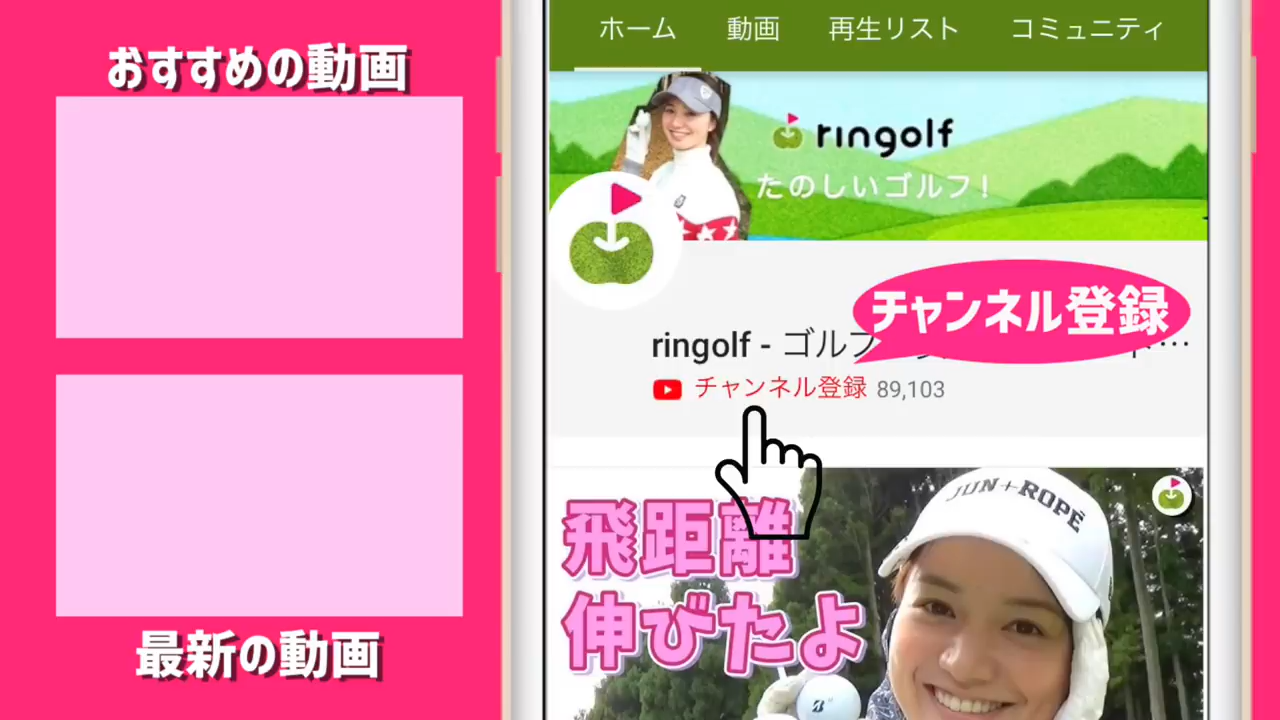 おすすめの動画
最新の動画
ホーム 動画 再生リスト コミュニティ
ringolf
たのしいゴルフ!
チャンネル登録
ringolf - ゴルフ
チャンネル登録 89,103
JUN+ROPÉ
飛距離
伸びたよ
B